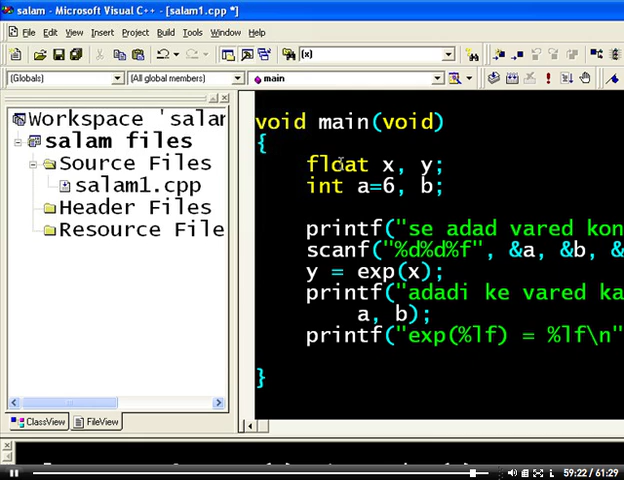 salam - Microsoft Visual C++ - [salam1.cpp *]
File Edit View Insert Project Build Tools Window Help
(x)
(Globals) (All global members) main
Workspace 'salam
salam files
Source Files
salam1.cpp
Header Files
Resource File
void main(void)
{
float x, y;
int a=6, b;
printf("se adad vared kon
scanf("%d%d%f", &a, &b, &
y = exp(x);
printf("adadi ke vared ka
a, b);
printf("exp(%lf) = %lf\n"
}
ClassView FileView
59:22 / 61:29